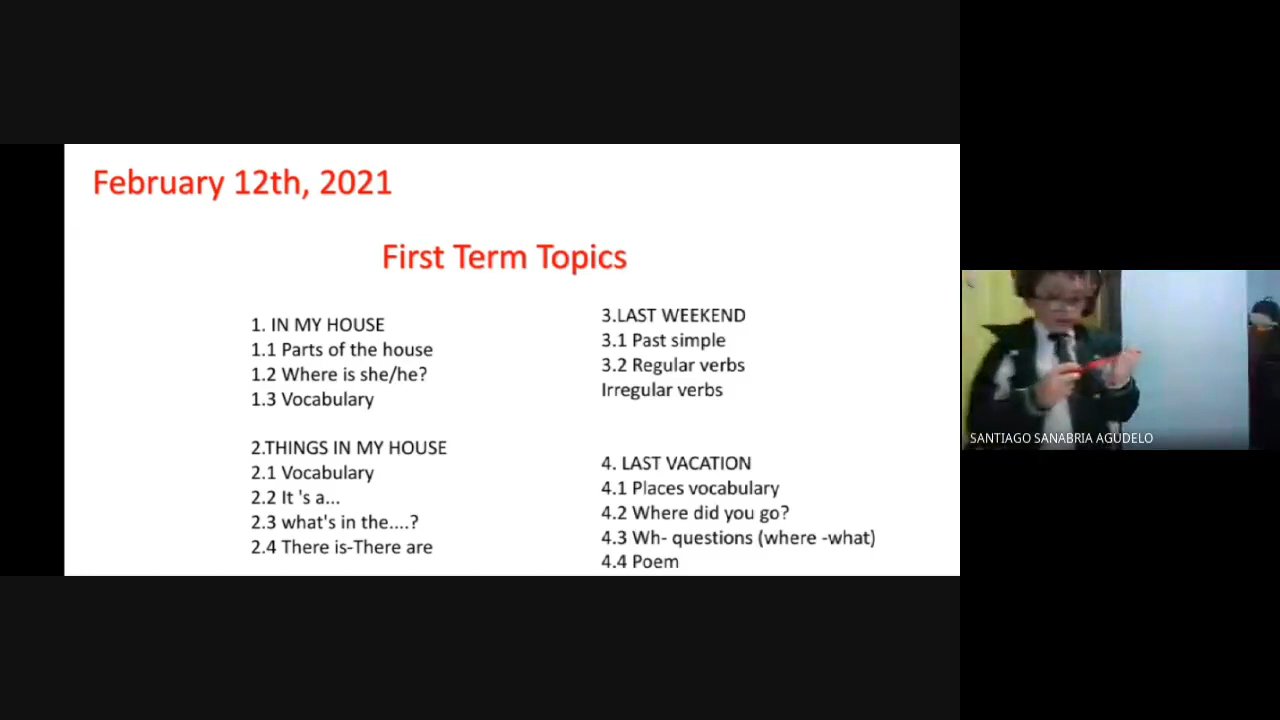 February 12th, 2021
First Term Topics
1. IN MY HOUSE
1.1 Parts of the house
1.2 Where is she/he?
1.3 Vocabulary
2.THINGS IN MY HOUSE
2.1 Vocabulary
2.2 It 's a...
2.3 what's in the....?
2.4 There is-There are
3.LAST WEEKEND
3.1 Past simple
3.2 Regular verbs
Irregular verbs
4. LAST VACATION
4.1 Places vocabulary
4.2 Where did you go?
4.3 Wh- questions (where -what)
4.4 Poem
SANTIAGO SANABRIA AGUDELO